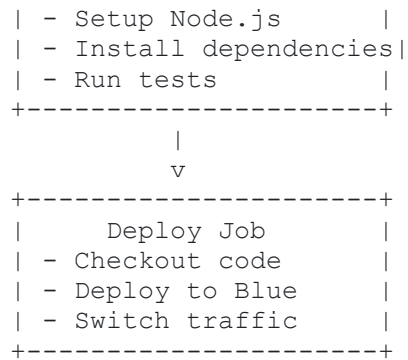 | - Setup Node.js      |
| - Install dependencies|
| - Run tests          |
+----------------------+
          |
          v
+----------------------+
|      Deploy Job      |
| - Checkout code      |
| - Deploy to Blue     |
| - Switch traffic     |
+----------------------+